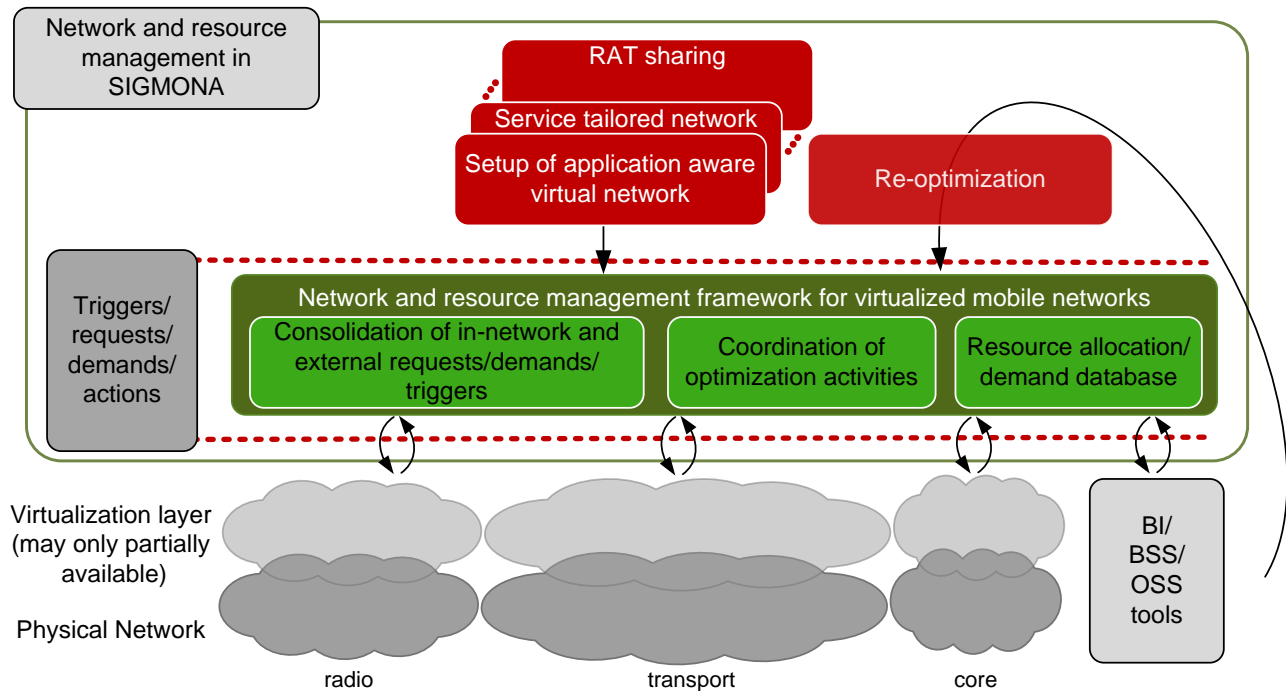 Network and resource
management in
SIGMONA
RAT sharing
Service tailored network
Setup of application aware
virtual network
Re-optimization
Triggers/
requests/
demands/
actions
Network and resource management framework for virtualized mobile networks
Consolidation of in-network and
external requests/demands/
triggers
Coordination of
optimization activities
Resource allocation/
demand database
Virtualization layer
(may only partially
available)
Physical Network
BI/
BSS/
OSS
tools
radio
transport
core